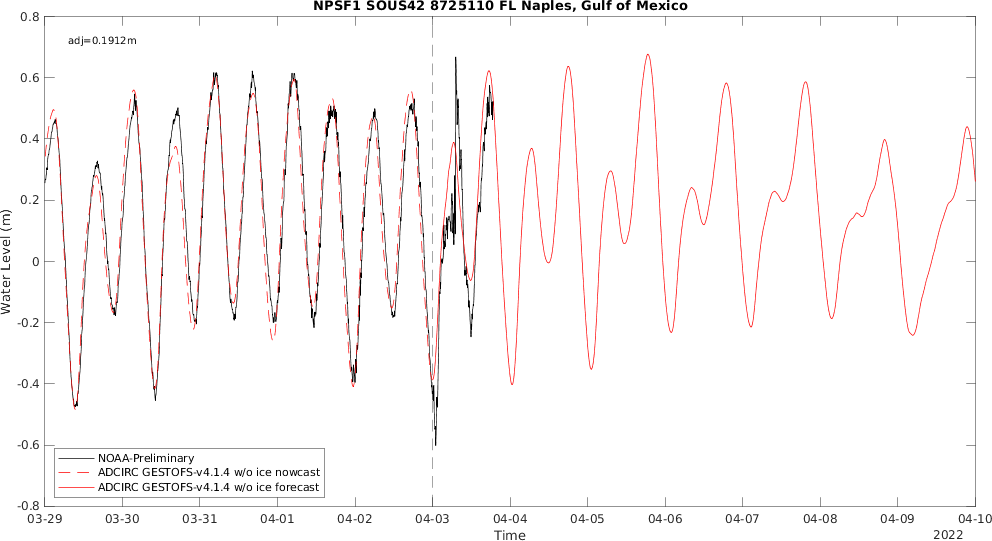 NPSF1 SOUS42 8725110 FL Naples, Gulf of Mexico
adj=0.1912m
0.8
0.6
0.4
0.2
0
-0.2
-0.4
-0.6
-0.8
Water Level (m)
NOAA-Preliminary
ADCIRC GESTOFS-v4.1.4 w/o ice nowcast
ADCIRC GESTOFS-v4.1.4 w/o ice forecast
03-29 03-30 03-31 04-01 04-02 04-03 04-04 04-05 04-06 04-07 04-08 04-09 04-10
Time
2022